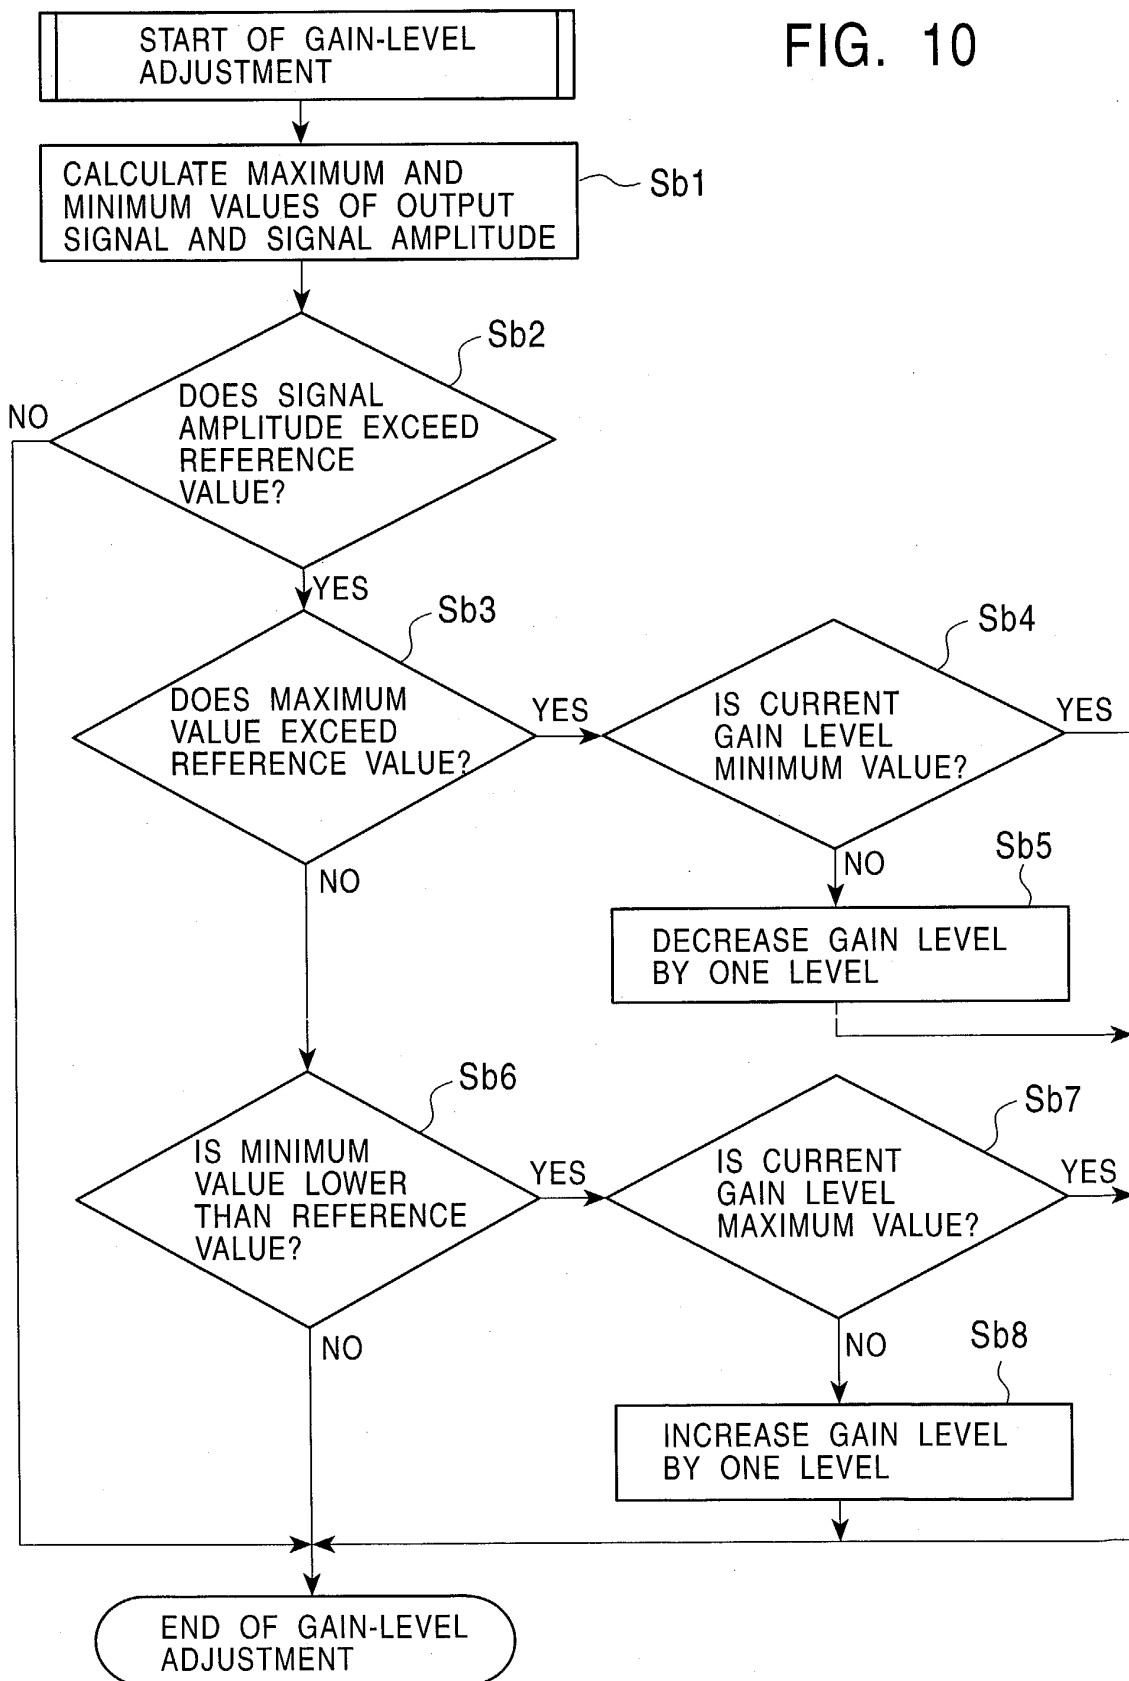 FIG. 10
START OF GAIN-LEVEL
ADJUSTMENT
CALCULATE MAXIMUM AND
MINIMUM VALUES OF OUTPUT
SIGNAL AND SIGNAL AMPLITUDE
Sb1
Sb2
DOES SIGNAL
AMPLITUDE EXCEED
REFERENCE
VALUE?
NO
YES
Sb3
DOES MAXIMUM
VALUE EXCEED
REFERENCE VALUE?
YES
NO
Sb4
IS CURRENT
GAIN LEVEL
MINIMUM VALUE?
YES
NO
Sb5
DECREASE GAIN LEVEL
BY ONE LEVEL
Sb6
IS MINIMUM
VALUE LOWER
THAN REFERENCE
VALUE?
YES
NO
Sb7
IS CURRENT
GAIN LEVEL
MAXIMUM VALUE?
YES
NO
Sb8
INCREASE GAIN LEVEL
BY ONE LEVEL
END OF GAIN-LEVEL
ADJUSTMENT